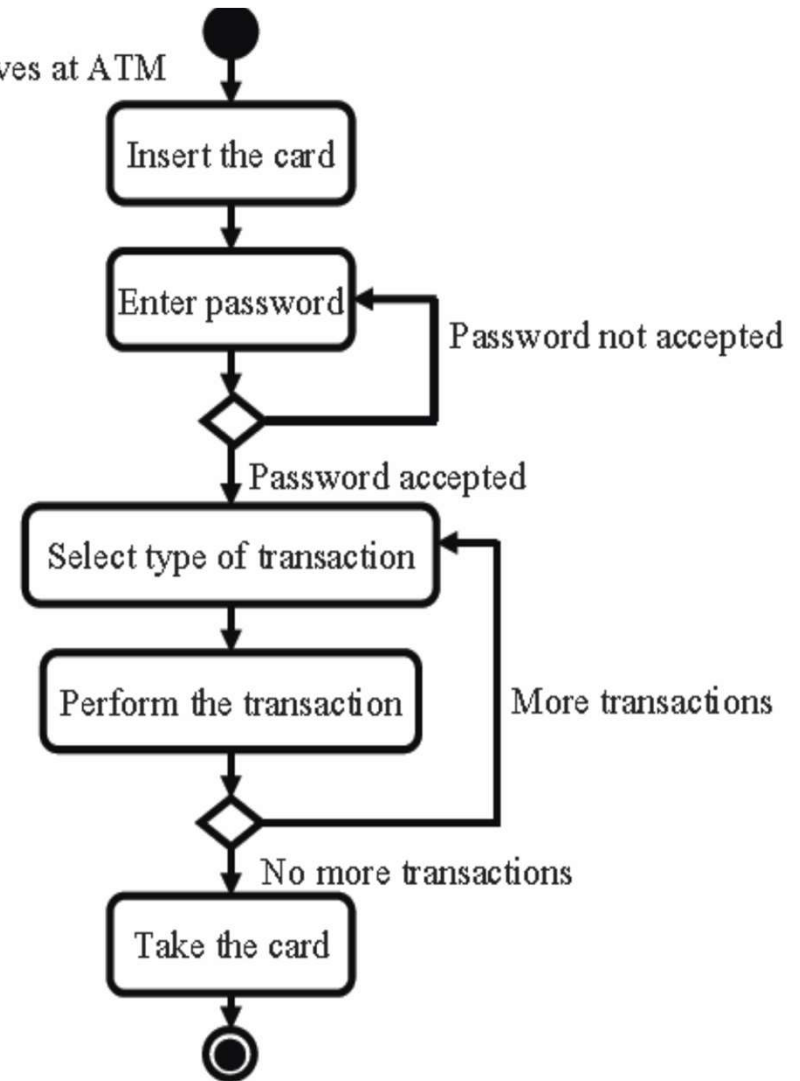 at ATM
Insert the card
Enter password
Password not accepted
Password accepted
Select type of transaction
Perform the transaction
More transactions
No more transactions
Take the card